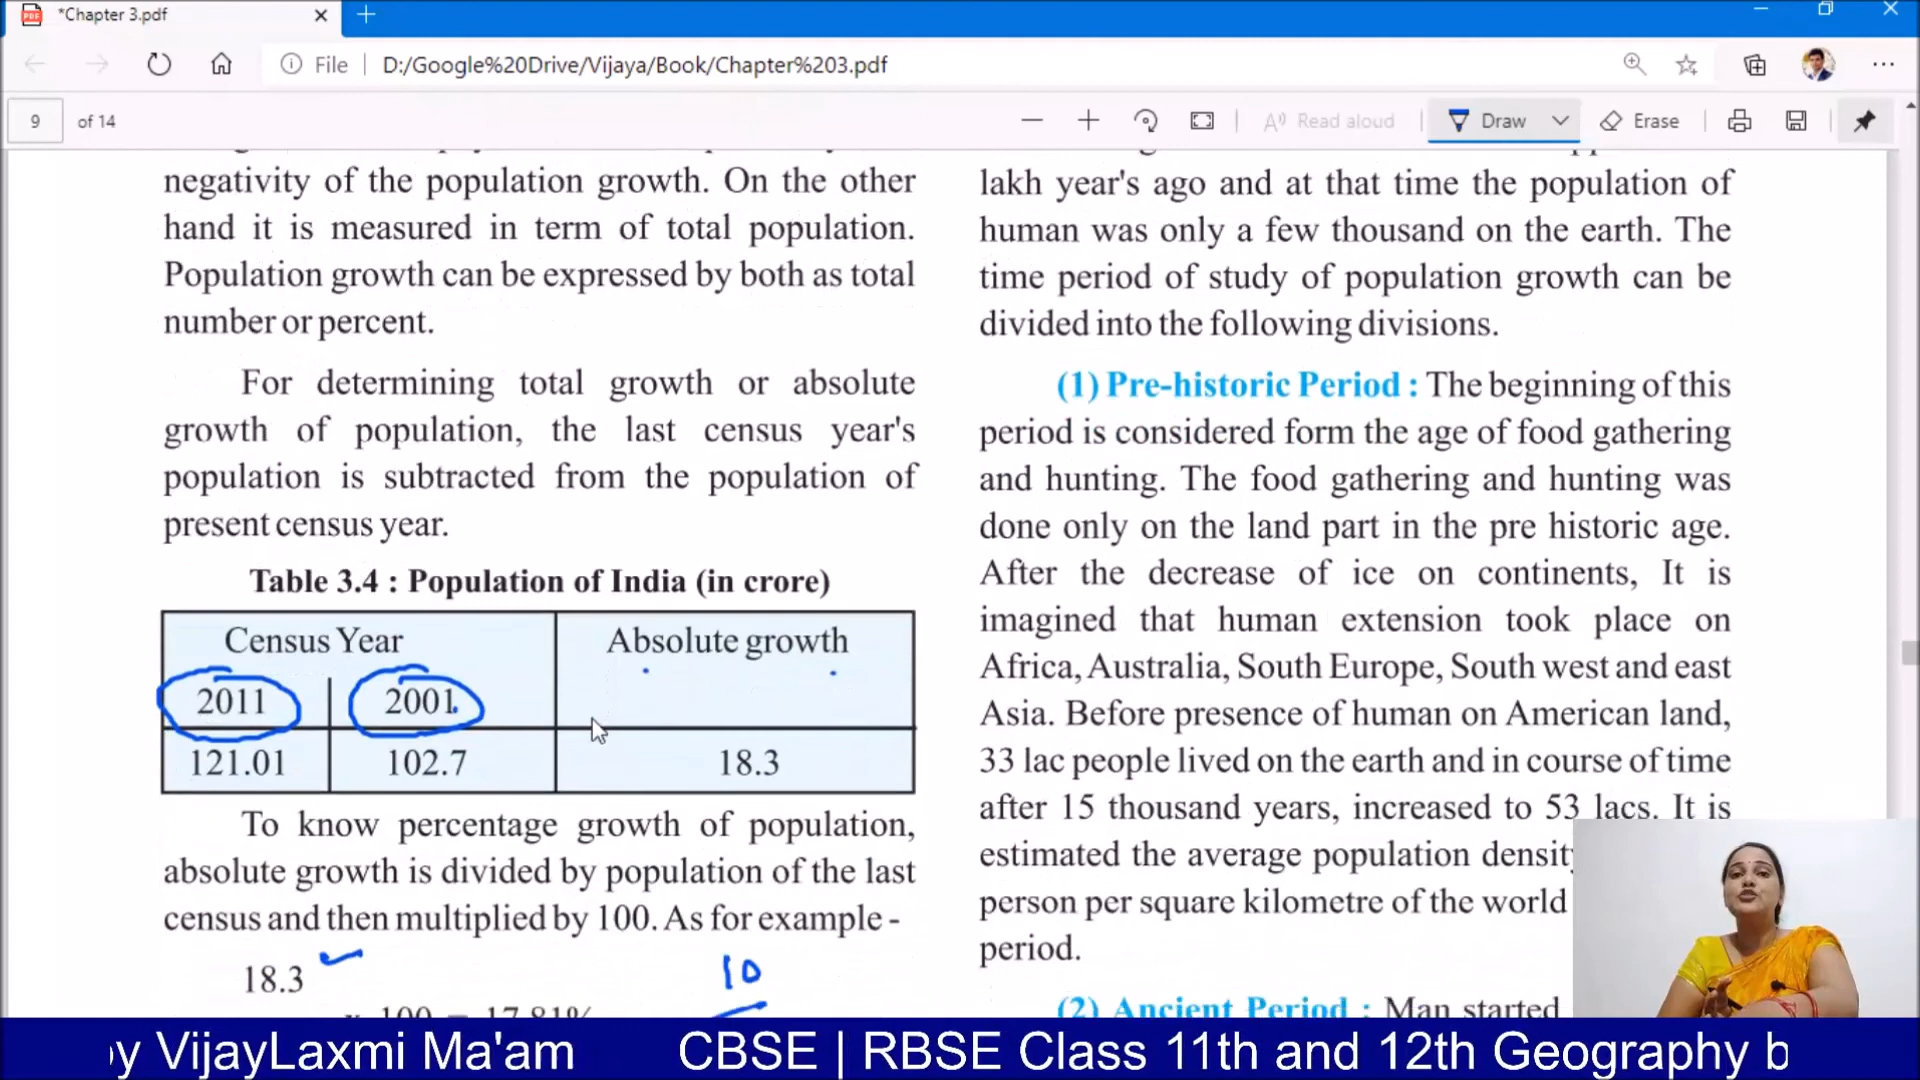 *Chapter 3.pdf
File
D:/Google%20Drive/Vijaya/Book/Chapter%203.pdf
9 of 14
Read aloud
Draw
Erase
negativity of the population growth. On the other
hand it is measured in term of total population.
Population growth can be expressed by both as total
number or percent.
For determining total growth or absolute
growth of population, the last census year's
population is subtracted from the population of
present census year.
Table 3.4 : Population of India (in crore)
Census Year
Absolute growth
2011
2001
121.01
102.7
18.3
To know percentage growth of population,
absolute growth is divided by population of the last
census and then multiplied by 100. As for example -
18.3
10
x 100 = 17.81%
lakh year's ago and at that time the population of
human was only a few thousand on the earth. The
time period of study of population growth can be
divided into the following divisions.
(1) Pre-historic Period : The beginning of this
period is considered form the age of food gathering
and hunting. The food gathering and hunting was
done only on the land part in the pre historic age.
After the decrease of ice on continents, It is
imagined that human extension took place on
Africa, Australia, South Europe, South west and east
Asia. Before presence of human on American land,
33 lac people lived on the earth and in course of time
after 15 thousand years, increased to 53 lacs. It is
estimated the average population
person per square kilometre of the world
period.
(2) Ancient Period : Man started
by VijayLaxmi Ma'am
CBSE | RBSE Class 11th and 12th Geography b